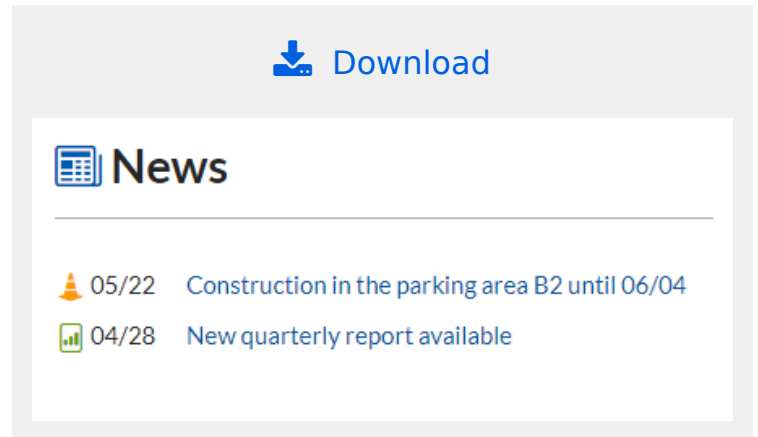 Download
News
05/22 Construction in the parking area B2 until 06/04
04/28 New quarterly report available